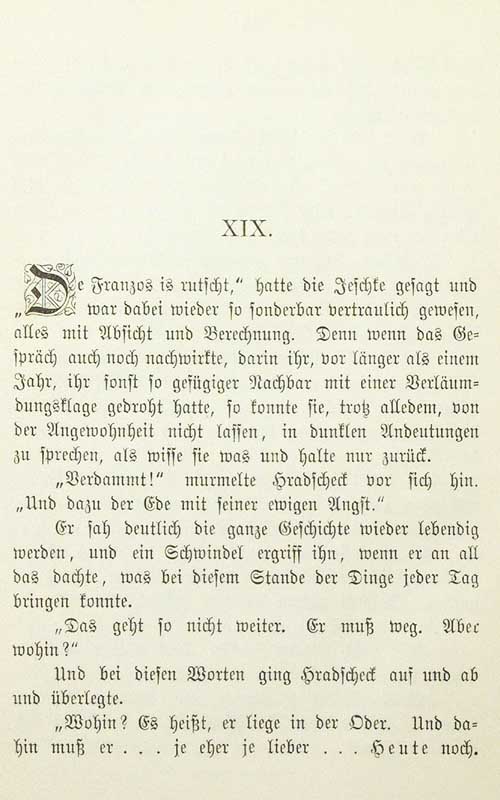 XIX.
„De Franzos is rutscht,“ hatte die Jeschke gesagt und
war dabei wieder so sonderbar vertraulich gewesen,
alles mit Absicht und Berechnung. Denn wenn das Ge-
spräch auch noch nachwirkte, darin ihr, vor länger als einem
Jahr, ihr sonst so gefügiger Nachbar mit einer Verläum-
dungsklage gedroht hatte, so konnte sie, trotz alledem, von
der Angewohnheit nicht lassen, in dunklen Andeutungen
zu sprechen, als wisse sie was und halte nur zurück.
„Verdammt!“ murmelte Hradscheck vor sich hin.
„Und dazu der Ede mit seiner ewigen Angst.“
Er sah deutlich die ganze Geschichte wieder lebendig
werden, und ein Schwindel ergriff ihn, wenn er an all
das dachte, was bei diesem Stande der Dinge jeder Tag
bringen konnte.
„Das geht so nicht weiter. Er muß weg. Aber
wohin?“
Und bei diesen Worten ging Hradscheck auf und ab
und überlegte.
„Wohin? Es heißt, er liege in der Oder. Und da-
hin muß er . . . je eher je lieber . . . Heute noch.